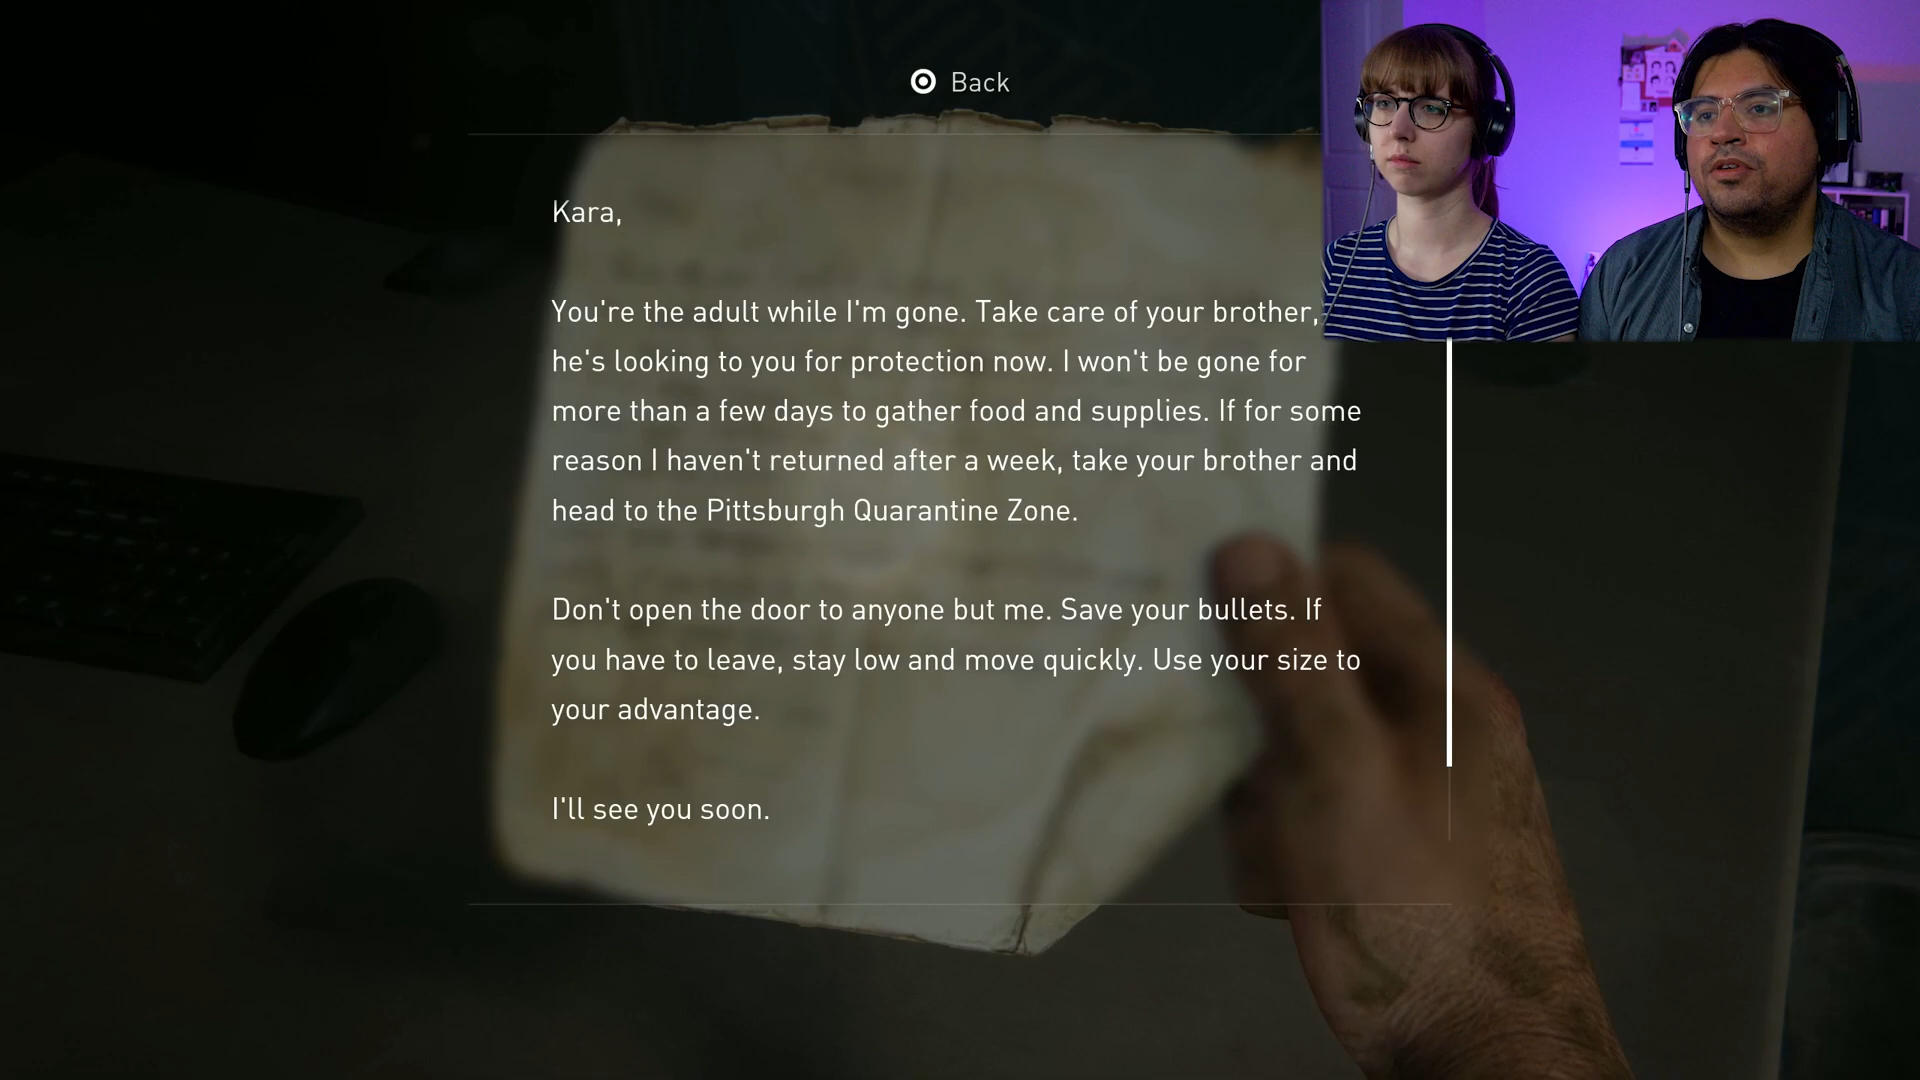 Back
Kara,
You're the adult while I'm gone. Take care of your brother,
he's looking to you for protection now. I won't be gone for
more than a few days to gather food and supplies. If for some
reason I haven't returned after a week, take your brother and
head to the Pittsburgh Quarantine Zone.
Don't open the door to anyone but me. Save your bullets. If
you have to leave, stay low and move quickly. Use your size to
your advantage.
I'll see you soon.